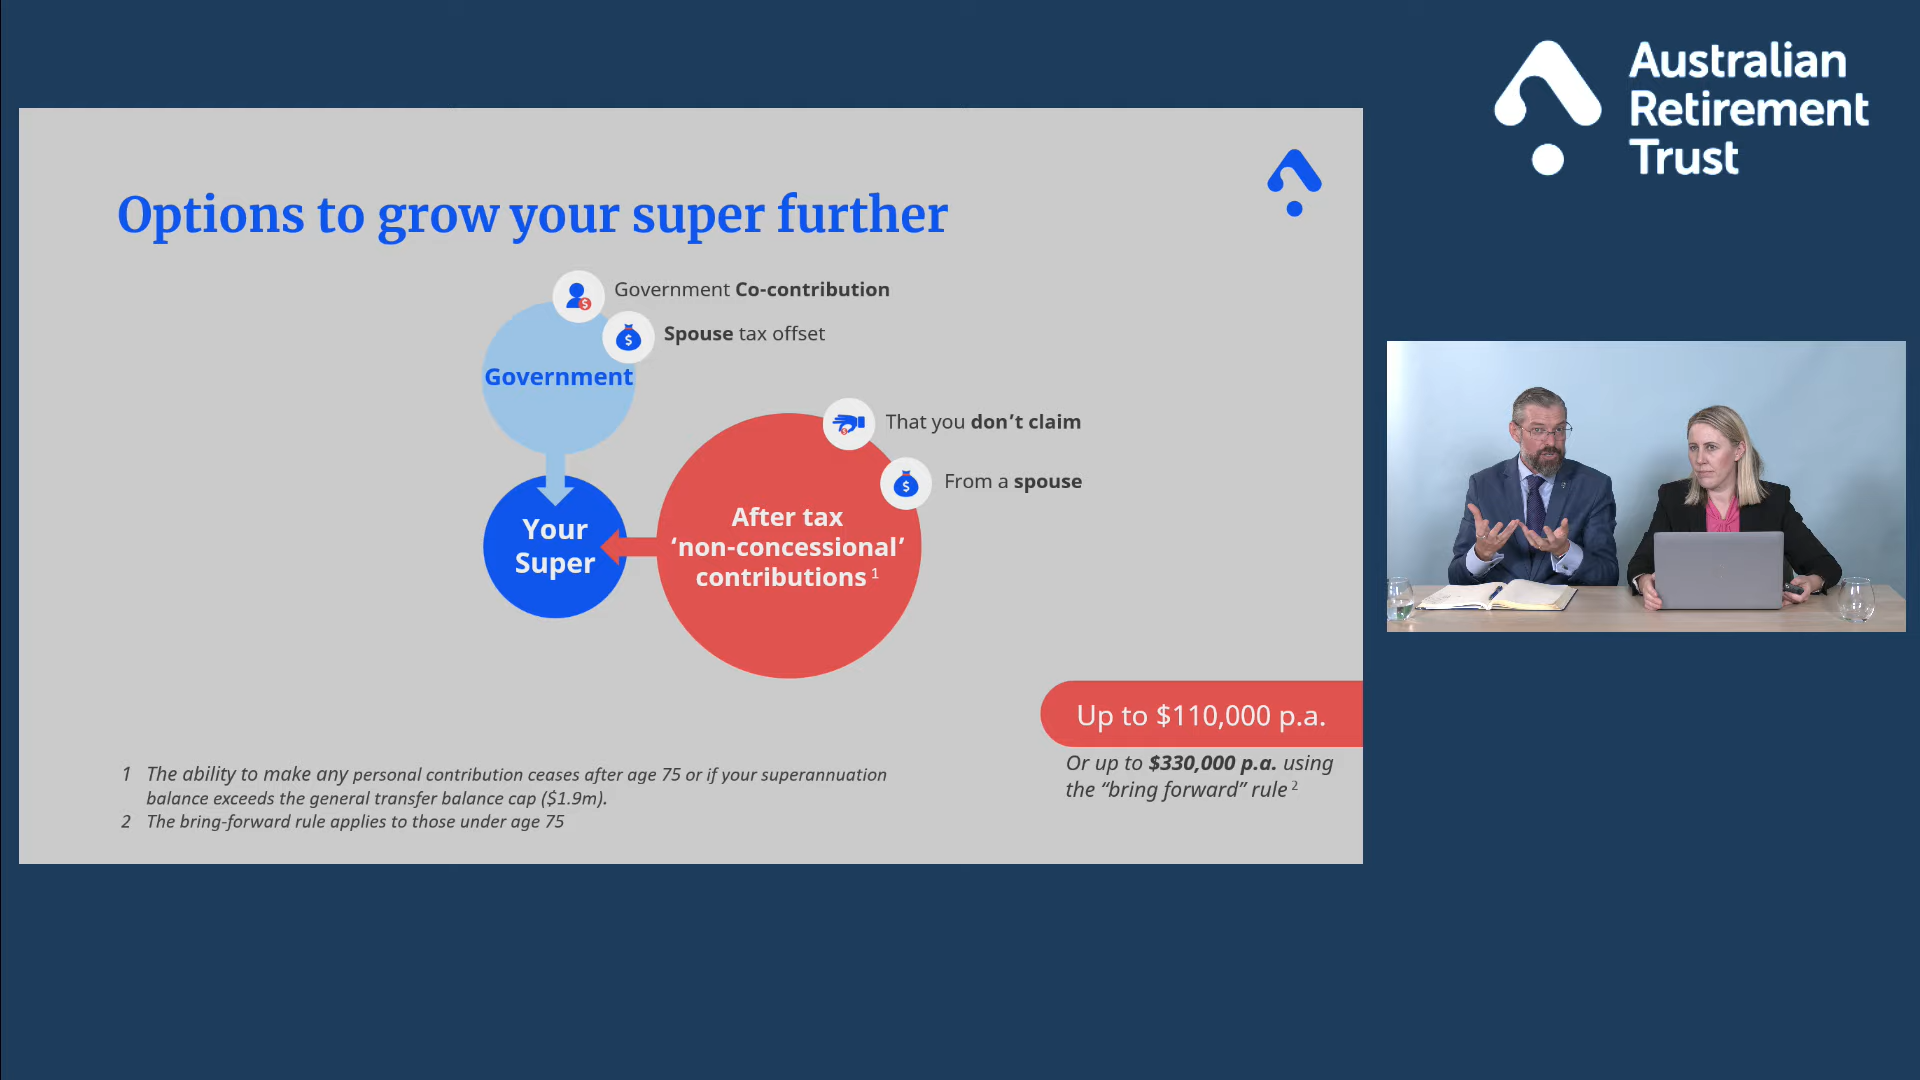 Australian
Retirement
Trust
Options to grow your super further
Government Co-contribution
Spouse tax offset
Government
That you don’t claim
From a spouse
Your
Super
After tax
‘non-concessional’
contributions 1
Up to $110,000 p.a.
Or up to $330,000 p.a. using
the “bring forward” rule 2
1 The ability to make any personal contribution ceases after age 75 or if your superannuation
balance exceeds the general transfer balance cap ($1.9m).
2 The bring-forward rule applies to those under age 75